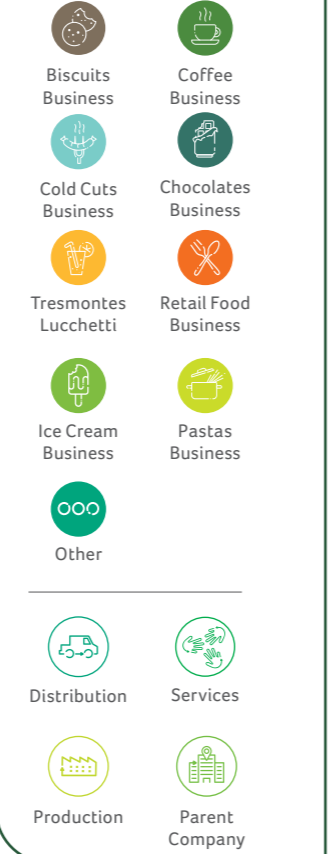 Biscuits
Business
Coffee
Business
Cold Cuts
Business
Chocolates
Business
Tresmontes
Lucchetti
Retail Food
Business
Ice Cream
Business
Pastas
Business
Other
Distribution
Services
Production
Parent
Company